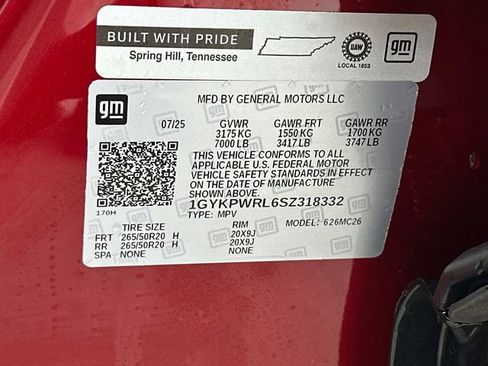 BUILT WITH PRIDE
Spring Hill, Tennessee
UAW
LOCAL 1853
gm
gm
MFD BY GENERAL MOTORS LLC
07/25 GVWR GAWR FRT GAWR RR
3175 KG 1550 KG 1700 KG
7000 LB 3417 LB 3747 LB
THIS VEHICLE CONFORMS TO ALL
APPLICABLE U.S. FEDERAL MOTOR
VEHICLE SAFETY STANDARDS IN EFFECT
ON THE DATE OF MANUFACTURE
SHOWN ABOVE.
170H
1GYKPWRL6SZ318332
TYPE: MPV MODEL: 626MC26
TIRE SIZE RIM
FRT 265/50R20 H 20X9J
RR 265/50R20 H 20X9J
SPA NONE NONE